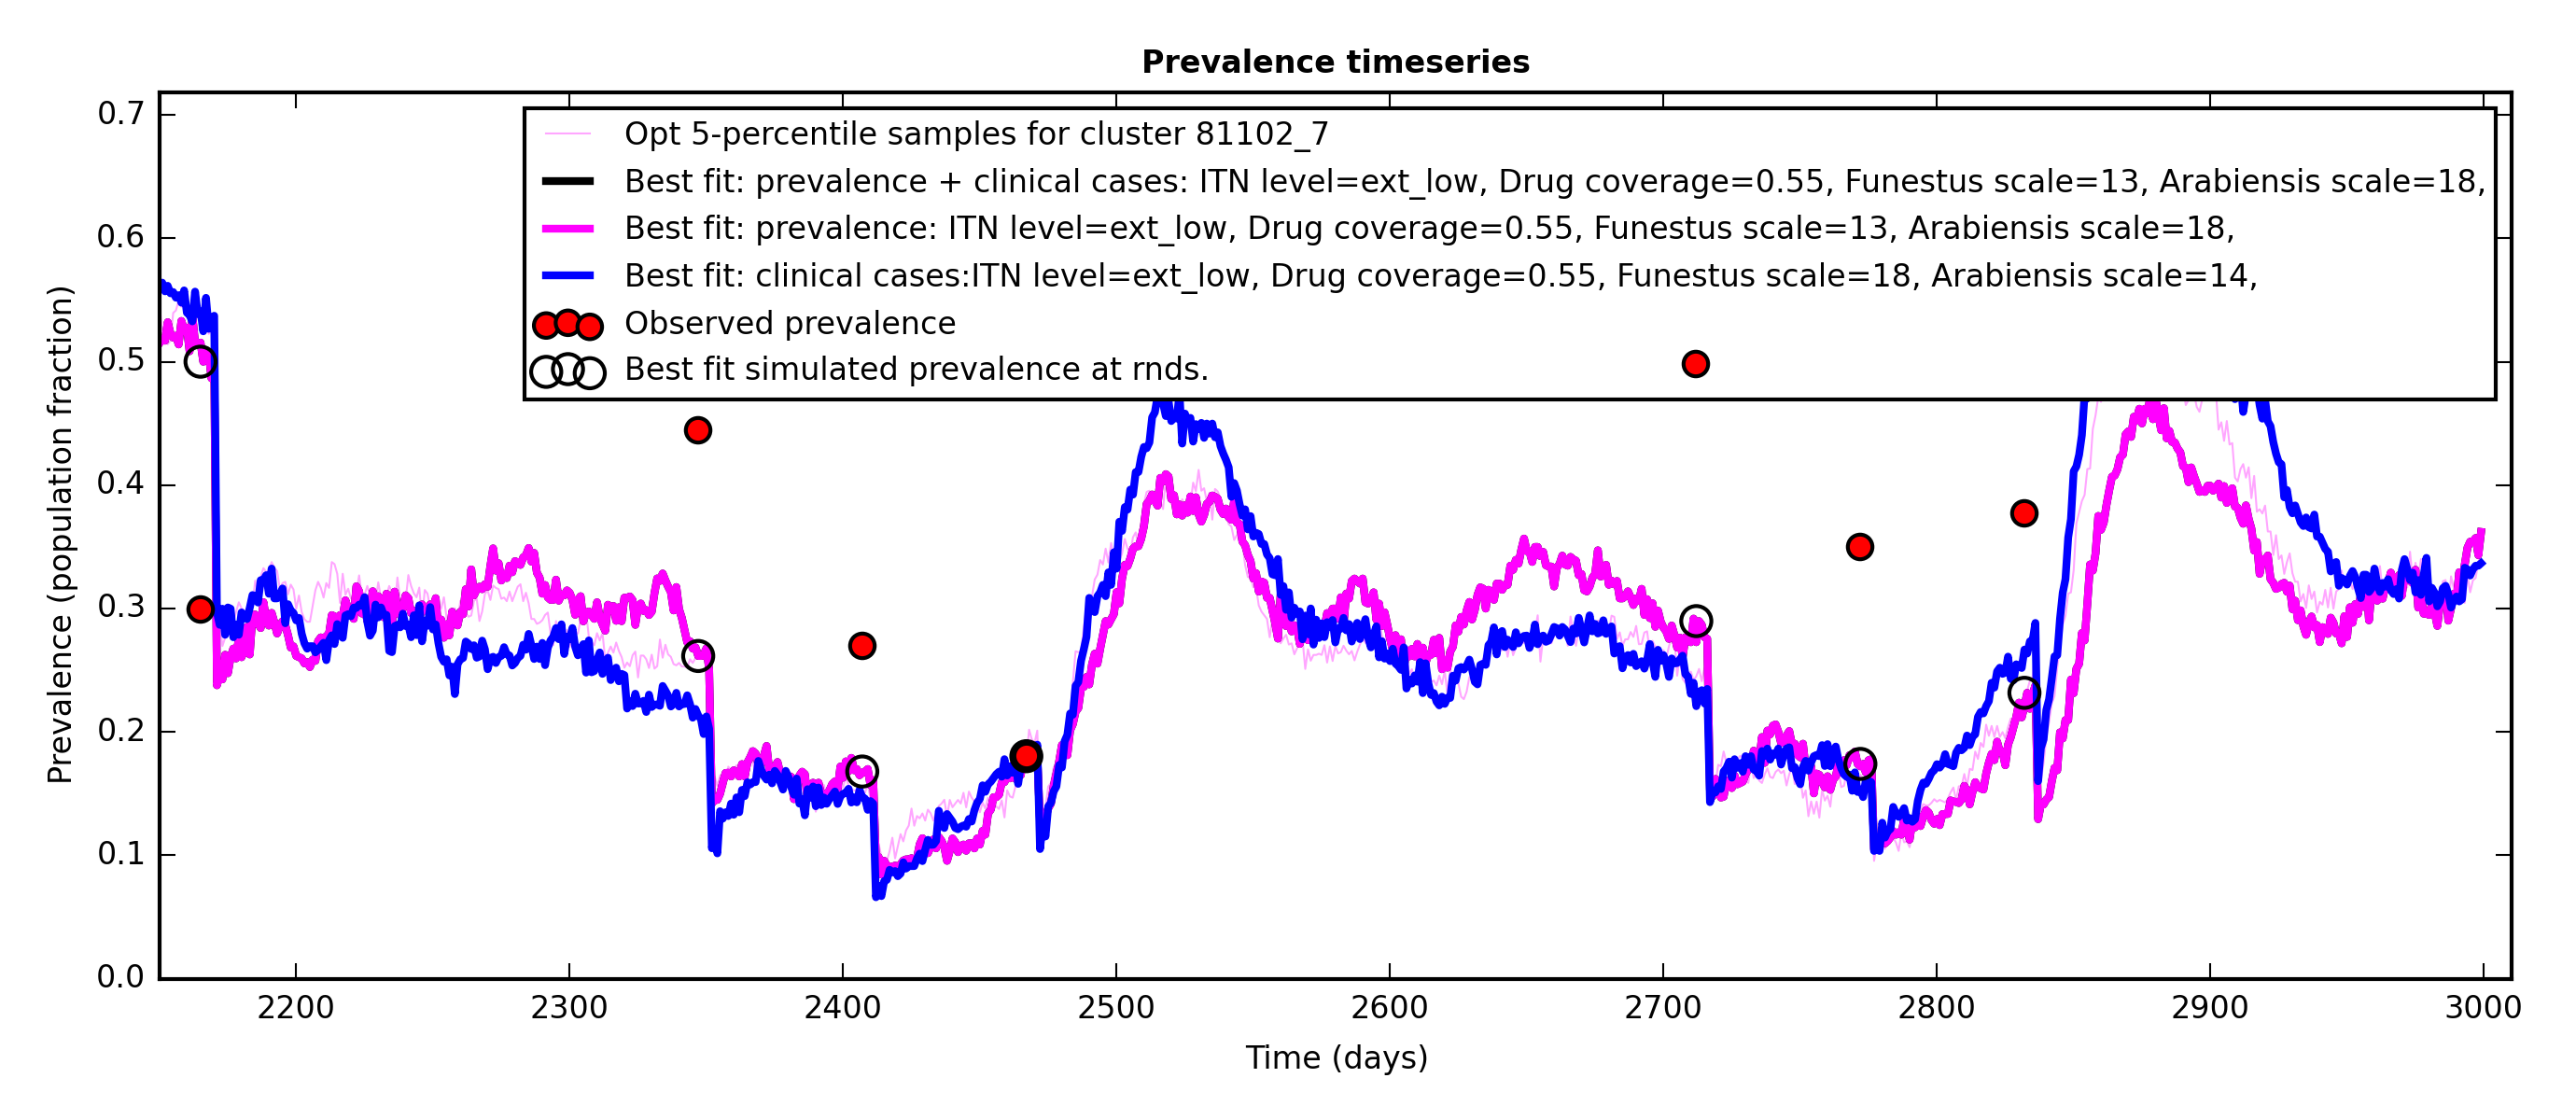 Prevalence timeseries
Opt 5-percentile samples for cluster 81102_7
Best fit: prevalence + clinical cases: ITN level=ext_low, Drug coverage=0.55, Funestus scale=13, Arabiensis scale=18,
Best fit: prevalence: ITN level=ext_low, Drug coverage=0.55, Funestus scale=13, Arabiensis scale=18,
Best fit: clinical cases:ITN level=ext_low, Drug coverage=0.55, Funestus scale=18, Arabiensis scale=14,
Observed prevalence
Best fit simulated prevalence at rnds.
Prevalence (population fraction)
0.7
0.6
0.5
0.4
0.3
0.2
0.1
0.0
2200 2300 2400 2500 2600 2700 2800 2900 3000
Time (days)